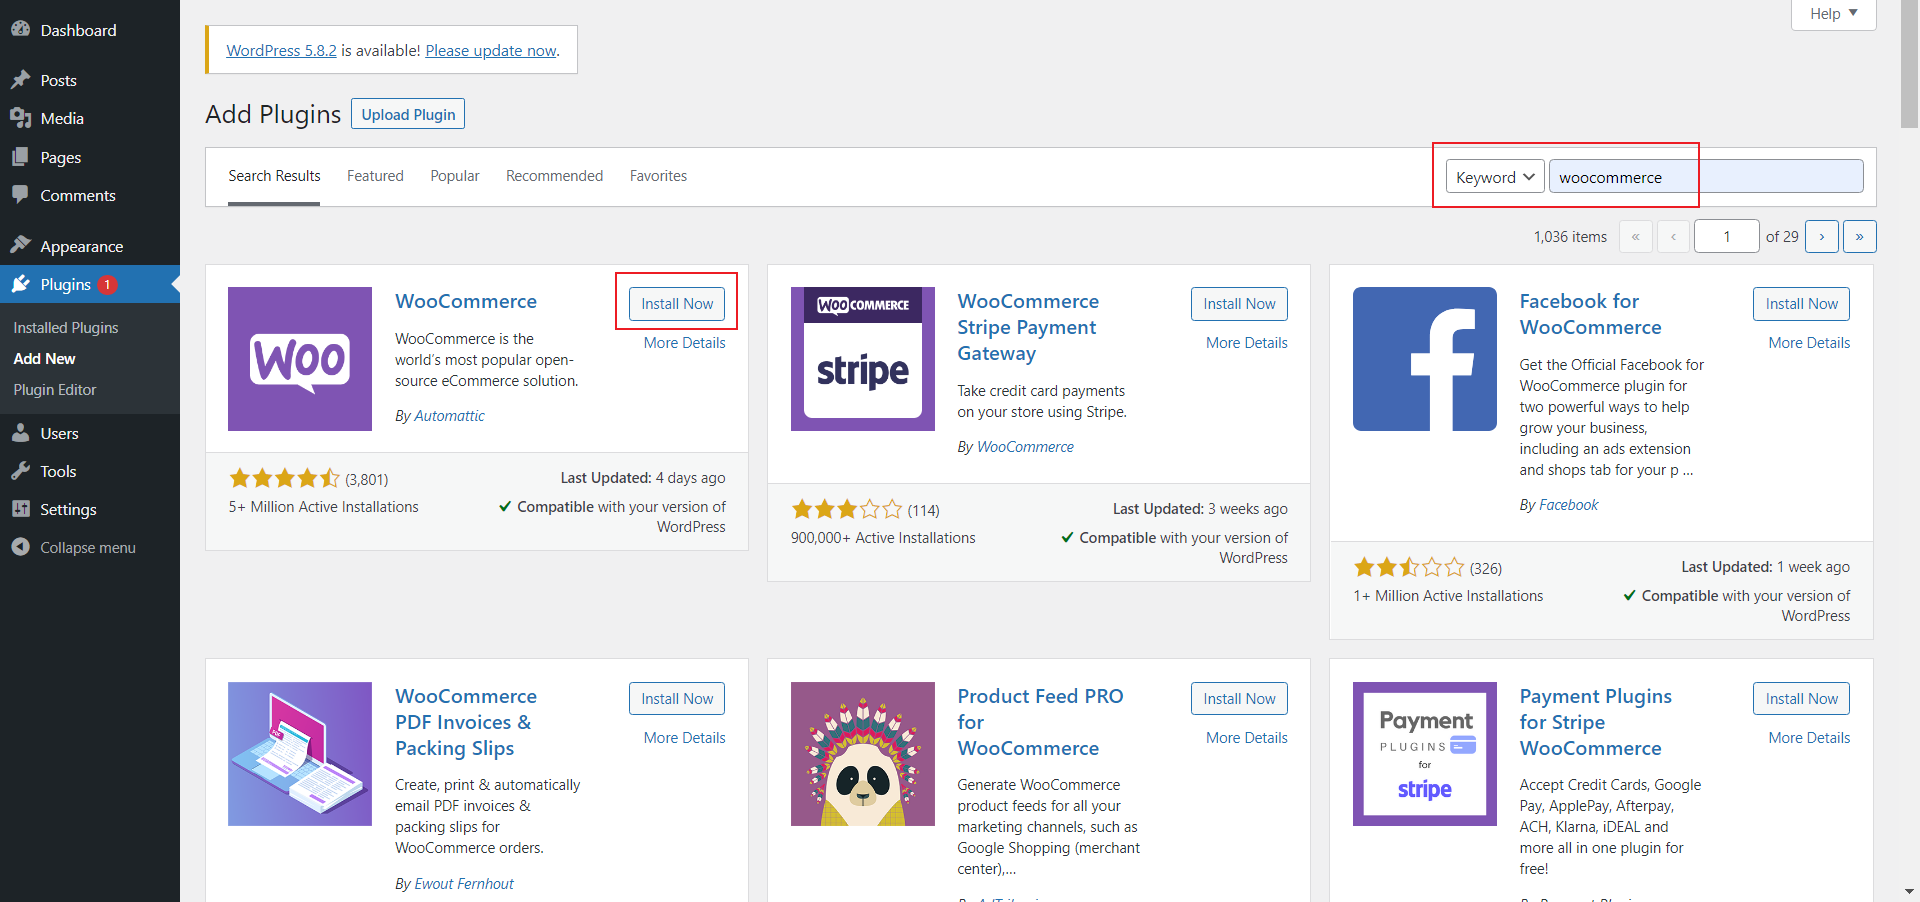 Dashboard
Posts
Media
Pages
Comments
Appearance
Plugins 1
Installed Plugins
Add New
Plugin Editor
Users
Tools
Settings
Collapse menu
Help
WordPress 5.8.2 is available! Please update now.
Add Plugins Upload Plugin
Search Results Featured Popular Recommended Favorites Keyword woocommerce
1,036 items « ‹ 1 of 29 › »
WOO
WooCommerce
Install Now
More Details
WooCommerce is the
world's most popular open-
source eCommerce solution.
By Automattic
(3,801)
5+ Million Active Installations
Last Updated: 4 days ago
Compatible with your version of
WordPress
WOOCOMMERCE
stripe
WooCommerce
Stripe Payment
Gateway
Install Now
More Details
Take credit card payments
on your store using Stripe.
By WooCommerce
(114)
900,000+ Active Installations
Last Updated: 3 weeks ago
Compatible with your version of
WordPress
f
Facebook for
WooCommerce
Install Now
More Details
Get the Official Facebook for
WooCommerce plugin for
two powerful ways to help
grow your business,
including an ads extension
and shops tab for your p ...
By Facebook
(326)
1+ Million Active Installations
Last Updated: 1 week ago
Compatible with your version of
WordPress
PDF
WooCommerce
PDF Invoices &
Packing Slips
Install Now
More Details
Create, print & automatically
email PDF invoices &
packing slips for
WooCommerce orders.
By Ewout Fernhout
Product Feed PRO
for
WooCommerce
Install Now
More Details
Generate WooCommerce
product feeds for all your
marketing channels, such as
Google Shopping (merchant
center),...
Payment
PLUGINS
for
stripe
Payment Plugins
for Stripe
WooCommerce
Install Now
More Details
Accept Credit Cards, Google
Pay, ApplePay, Afterpay,
ACH, Klarna, iDEAL and
more all in one plugin for
free!